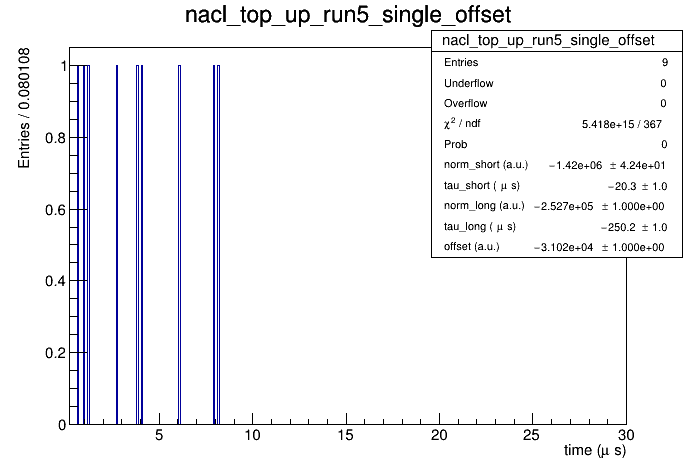 nacl_top_up_run5_single_offset
nacl_top_up_run5_single_offset
Entries 9
Underflow 0
Overflow 0
χ² / ndf 5.418e+15 / 367
Prob 0
norm_short (a.u.) −1.42e+06 ± 4.24e+01
tau_short ( μ s) −20.3 ± 1.0
norm_long (a.u.) −2.527e+05 ± 1.000e+00
tau_long ( μ s) −250.2 ± 1.0
offset (a.u.) −3.102e+04 ± 1.000e+00
Entries / 0.080108
1
0.8
0.6
0.4
0.2
0
5 10 15 20 25 30
time (μ s)